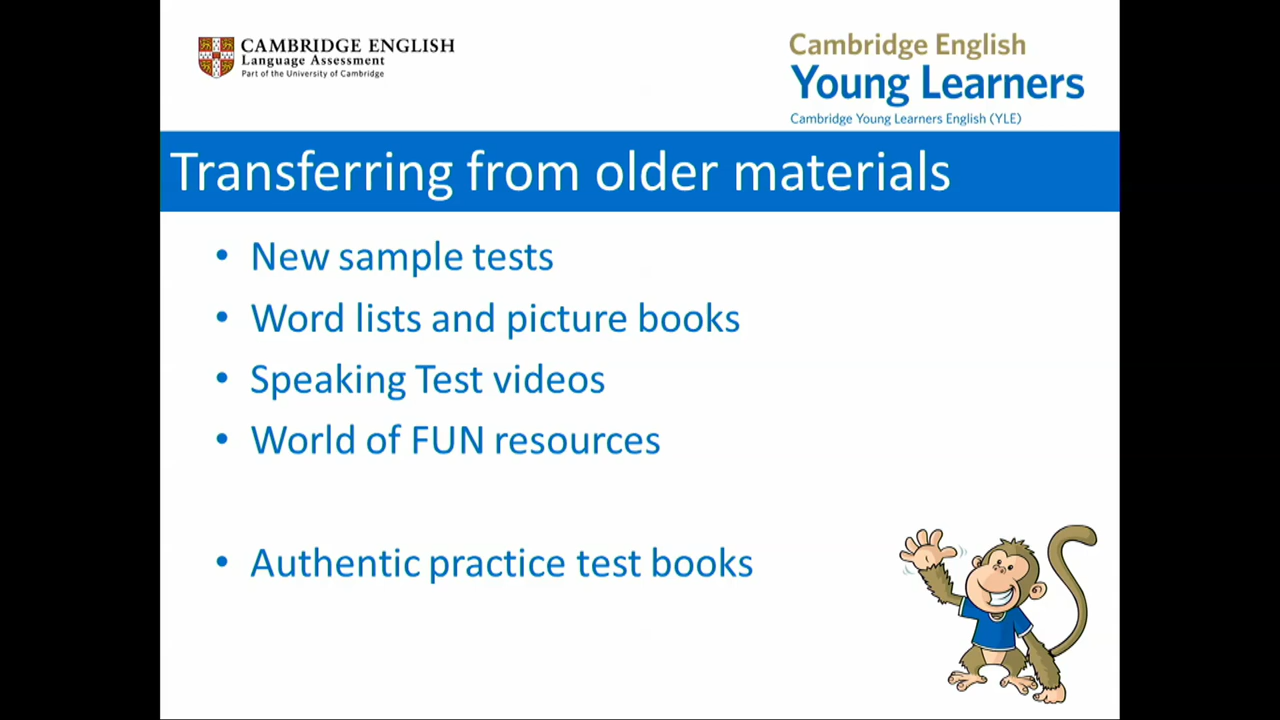 CAMBRIDGE ENGLISH
Language Assessment
Part of the University of Cambridge
Cambridge English
Young Learners
Cambridge Young Learners English (YLE)
Transferring from older materials
• New sample tests
• Word lists and picture books
• Speaking Test videos
• World of FUN resources
• Authentic practice test books